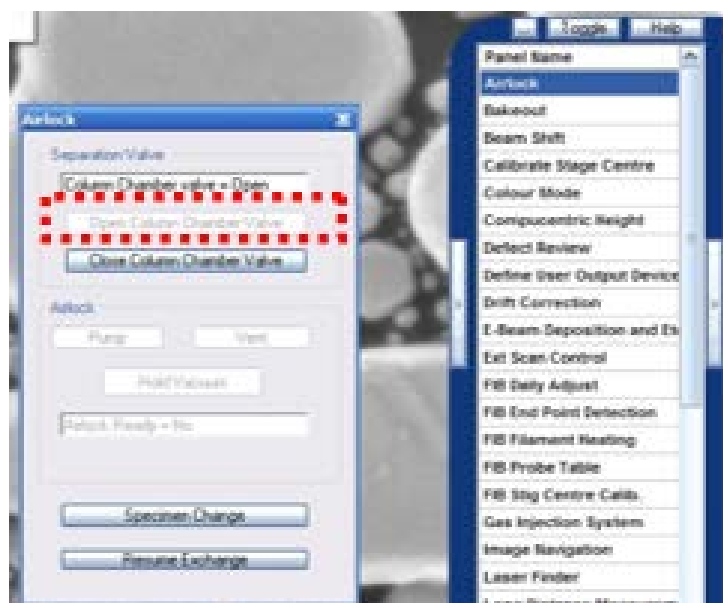 Airlock
Separation Valve
Column Chamber valve = Open
Open Column Chamber Valve
Close Column Chamber Valve
Airlock
Pump Vent
Hold Vacuum
Airlock Ready = No
Specimen Change
Resume Exchange
... Toggle Help
Panel Name
Airlock
Bakeout
Beam Shift
Calibrate Stage Centre
Colour Mode
Compucentric Height
Defect Review
Define User Output Device
Drift Correction
E-Beam Deposition and Etc
Ext Scan Control
FIB Daily Adjust
FIB End Point Detection
FIB Filament Heating
FIB Probe Table
FIB Stig Centre Calib.
Gas Injection System
Image Navigation
Laser Finder